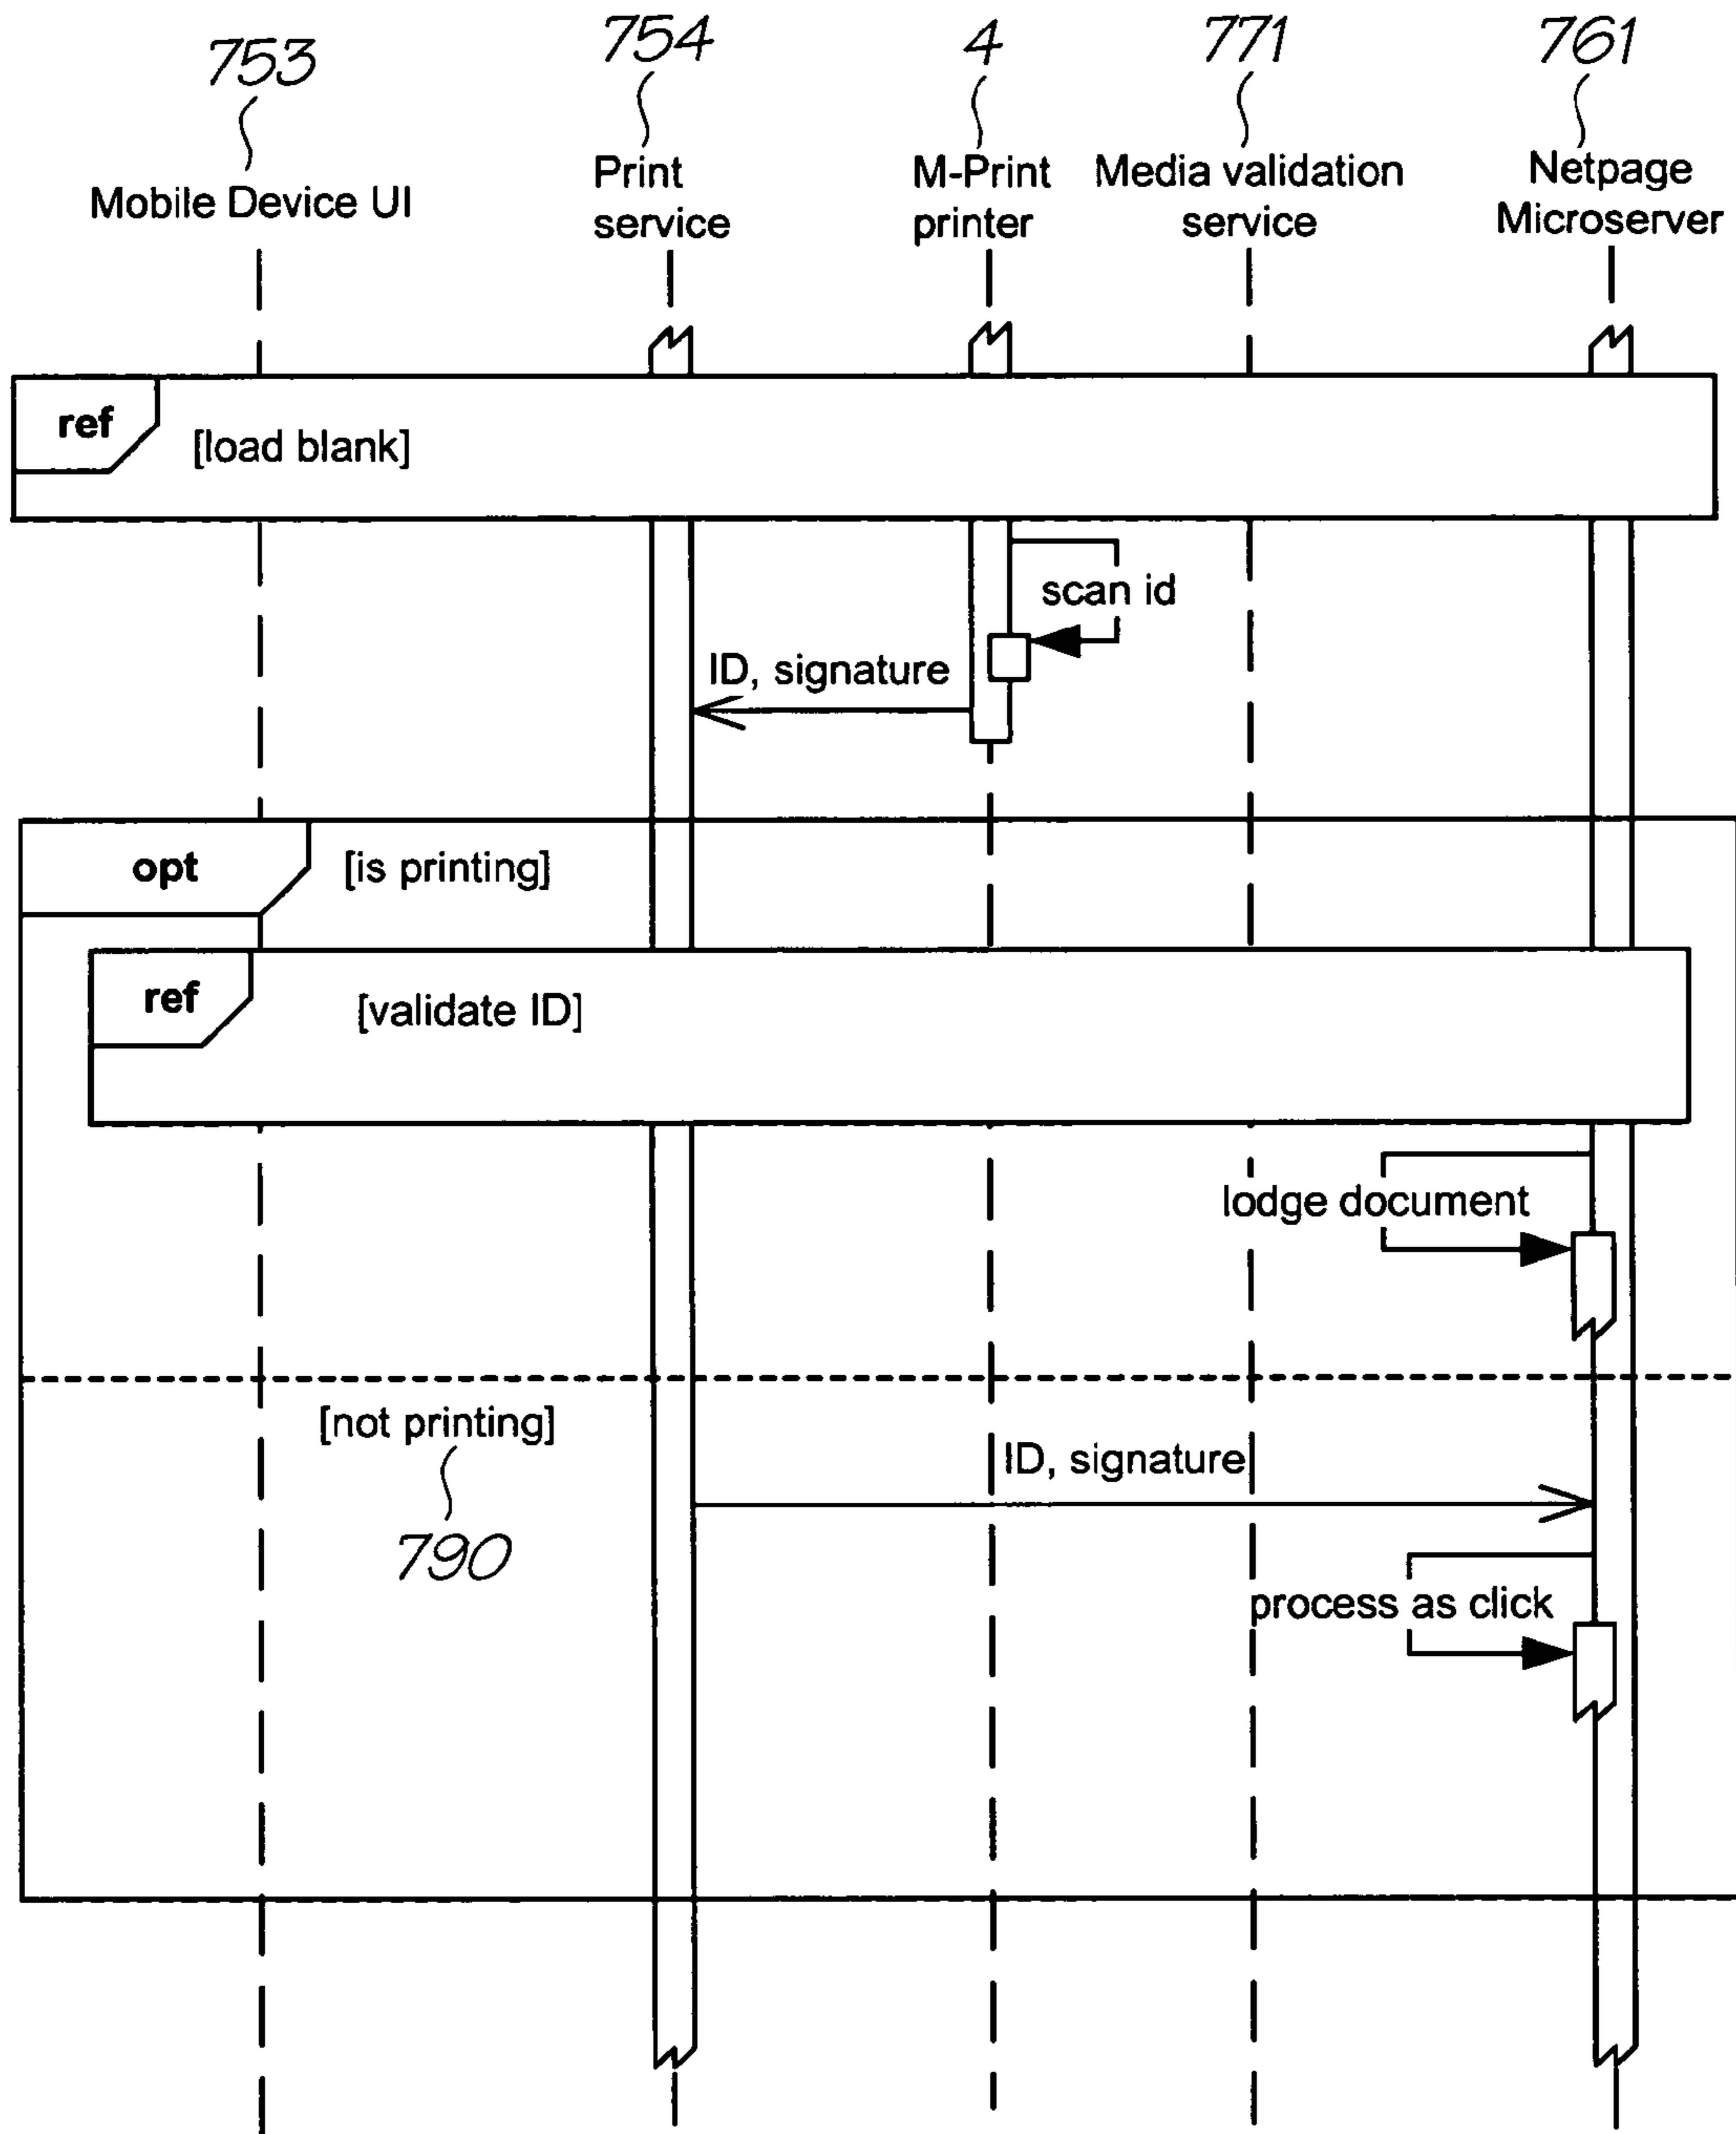 753
754
4
771
761
Mobile Device UI
Print
service
M-Print
printer
Media validation
service
Netpage
Microserver
ref
[load blank]
scan id
ID, signature
opt
[is printing]
ref
[validate ID]
lodge document
[not printing]
790
ID, signature
process as click